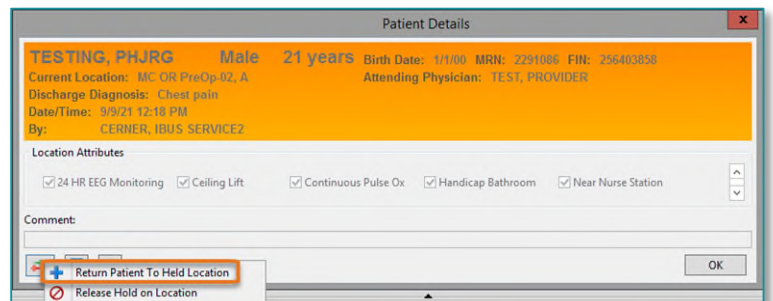 Patient Details
x
TESTING, PHJRG Male 21 years Birth Date: 1/1/00 MRN: 2291086 FIN: 256403858
Current Location: MC OR PreOp-02, A Attending Physician: TEST, PROVIDER
Discharge Diagnosis: Chest pain
Date/Time: 9/9/21 12:18 PM
By: CERNER, IBUS SERVICE2
Location Attributes
24 HR EEG Monitoring Ceiling Lift Continuous Pulse Ox Handicap Bathroom Near Nurse Station
Comment:
OK
Return Patient To Held Location
Release Hold on Location